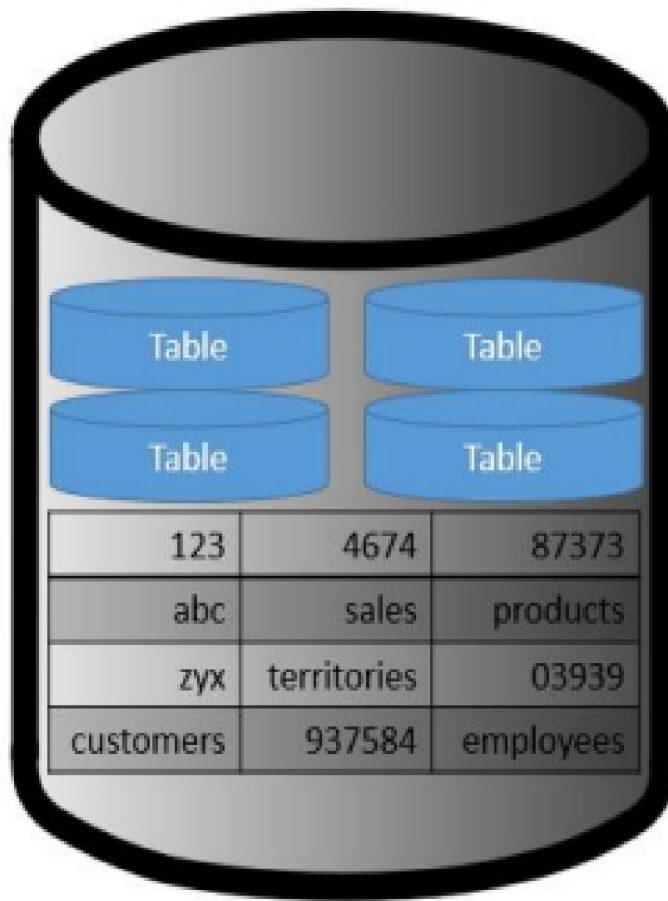 Table Table
Table Table
123 4674 87373
abc sales products
zyx territories 03939
customers 937584 employees